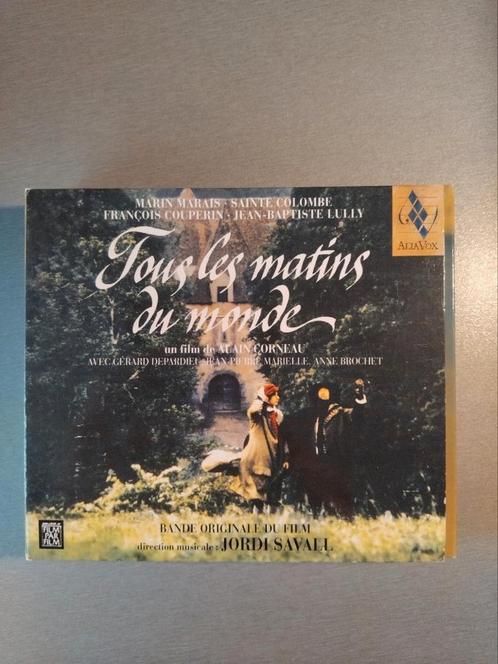 MARIN MARAIS · SAINTE COLOMBE
FRANÇOIS COUPERIN · JEAN-BAPTISTE LULLY
ALIAVOX
Tous les matins
du monde
un film de ALAIN CORNEAU
AVEC GÉRARD DEPARDIEU, JEAN-PIERRE MARIELLE, ANNE BROCHET
BANDE ORIGINALE DU FILM
direction musicale : JORDI SAVALL
FILM
PAR
FILM